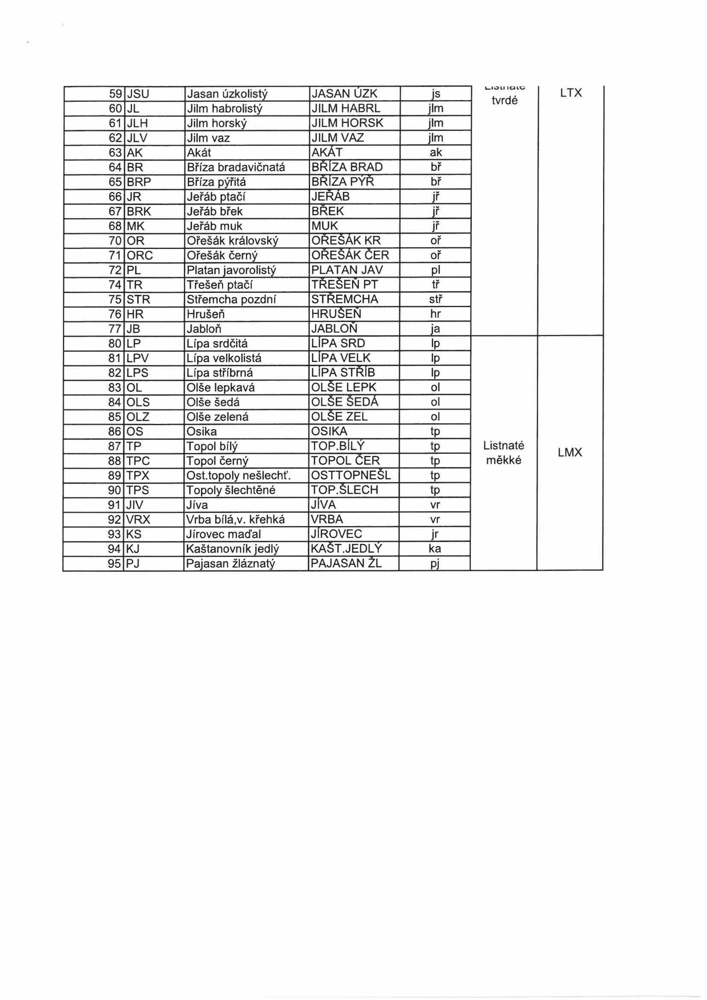 59 JSU Jasan úzkolistý JASAN ÚZK js Listnaté tvrdé LTX
60 JL Jilm habrolistý JILM HABRL jlm
61 JLH Jilm horský JILM HORSK jlm
62 JLV Jilm vaz JILM VAZ jlm
63 AK Akát AKÁT ak
64 BR Bříza bradavičnatá BŘÍZA BRAD bř
65 BRP Bříza pýřitá BŘÍZA PÝŘ bř
66 JR Jeřáb ptačí JEŘÁB jř
67 BRK Jeřáb břek BŘEK jř
68 MK Jeřáb muk MUK jř
70 OR Ořešák královský OŘEŠÁK KR oř
71 ORC Ořešák černý OŘEŠÁK ČER oř
72 PL Platan javorolistý PLATAN JAV pl
74 TR Třešeň ptačí TŘEŠEŇ PT tř
75 STR Střemcha pozdní STŘEMCHA stř
76 HR Hrušeň HRUŠEŇ hr
77 JB Jabloň JABLOŇ ja
80 LP Lípa srdčitá LÍPA SRD lp
81 LPV Lípa velkolistá LÍPA VELK lp
82 LPS Lípa stříbrná LÍPA STŘÍB lp
83 OL Olše lepkavá OLŠE LEPK ol
84 OLS Olše šedá OLŠE ŠEDÁ ol
85 OLZ Olše zelená OLŠE ZEL ol
86 OS Osika OSIKA tp
87 TP Topol bílý TOP.BÍLÝ tp Listnaté měkké LMX
88 TPC Topol černý TOPOL ČER tp
89 TPX Ost.topoly nešlechť. OSTTOPNEŠL tp
90 TPS Topoly šlechtěné TOP.ŠLECH tp
91 JIV Jíva JÍVA vr
92 VRX Vrba bílá,v. křehká VRBA vr
93 KS Jírovec maďal JÍROVEC jr
94 KJ Kaštanovník jedlý KAŠT.JEDLÝ ka
95 PJ Pajasan žláznatý PAJASAN ŽL pj